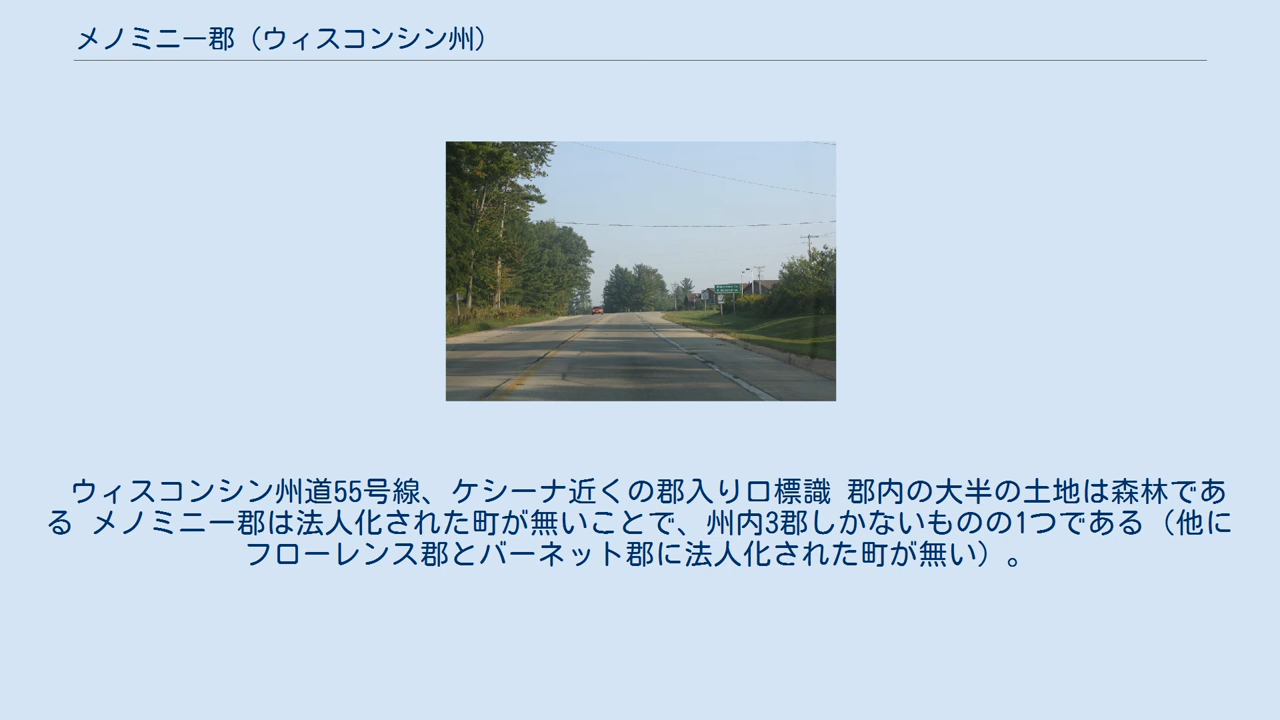 メノミニー郡（ウィスコンシン州）
ウィスコンシン州道55号線、ケシーナ近くの郡入り口標識 郡内の大半の土地は森林であ
る メノミニー郡は法人化された町が無いことで、州内3郡しかないものの1つである（他に
フローレンス郡とバーネット郡に法人化された町が無い）。